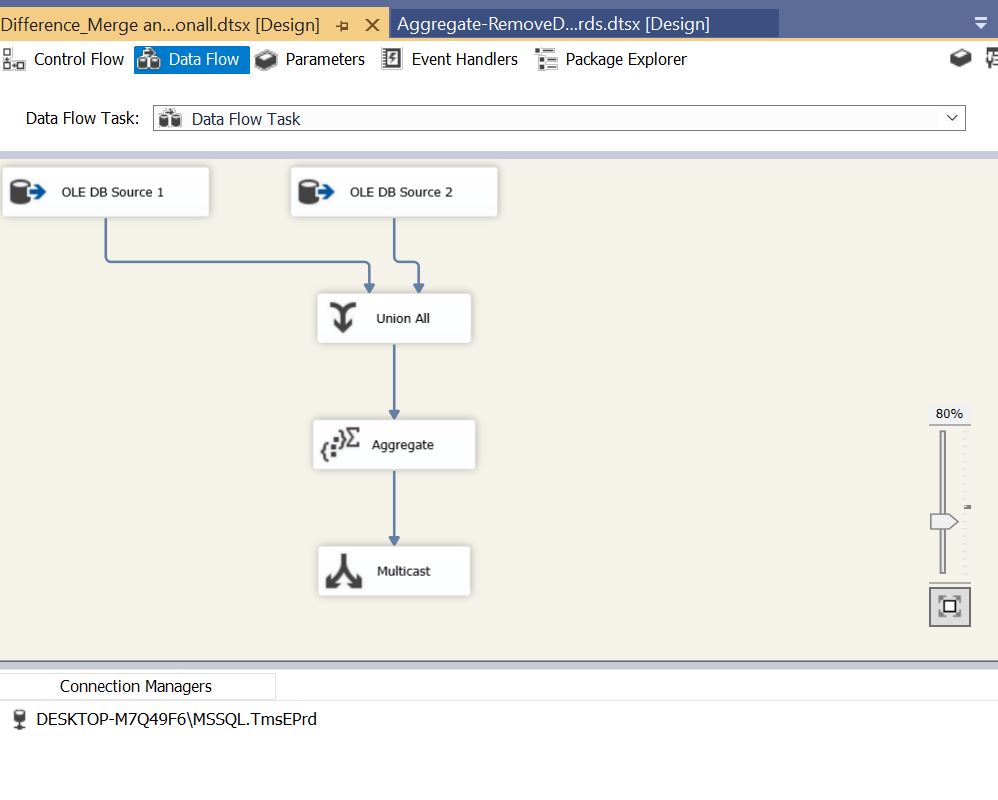 Difference_Merge an...onall.dtsx [Design] Aggregate-RemoveD...rds.dtsx [Design]
Control Flow Data Flow Parameters Event Handlers Package Explorer
Data Flow Task: Data Flow Task
OLE DB Source 1 OLE DB Source 2
Union All
80%
Aggregate
Multicast
Connection Managers
DESKTOP-M7Q49F6\MSSQL.TmsEPrd